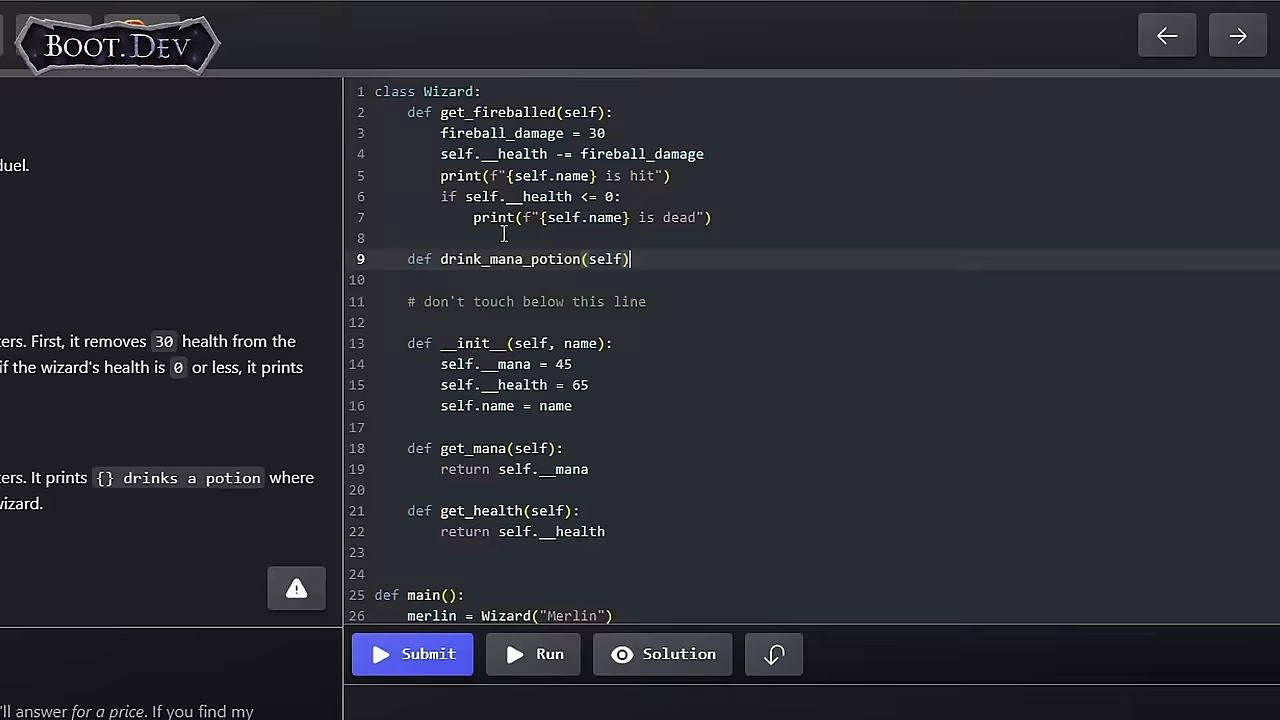 BOOT.DEV
duel.
ters. First, it removes 30 health from the
if the wizard's health is 0 or less, it prints
ters. It prints {} drinks a potion where
wizard.
'll answer for a price. If you find my
1 class Wizard:
2 def get_fireballed(self):
3 fireball_damage = 30
4 self.__health -= fireball_damage
5 print(f"{self.name} is hit")
6 if self.__health <= 0:
7 print(f"{self.name} is dead")
8
9 def drink_mana_potion(self)
10
11 # don't touch below this line
12
13 def __init__(self, name):
14 self.__mana = 45
15 self.__health = 65
16 self.name = name
17
18 def get_mana(self):
19 return self.__mana
20
21 def get_health(self):
22 return self.__health
23
24
25 def main():
26 merlin = Wizard("Merlin")
Submit Run Solution